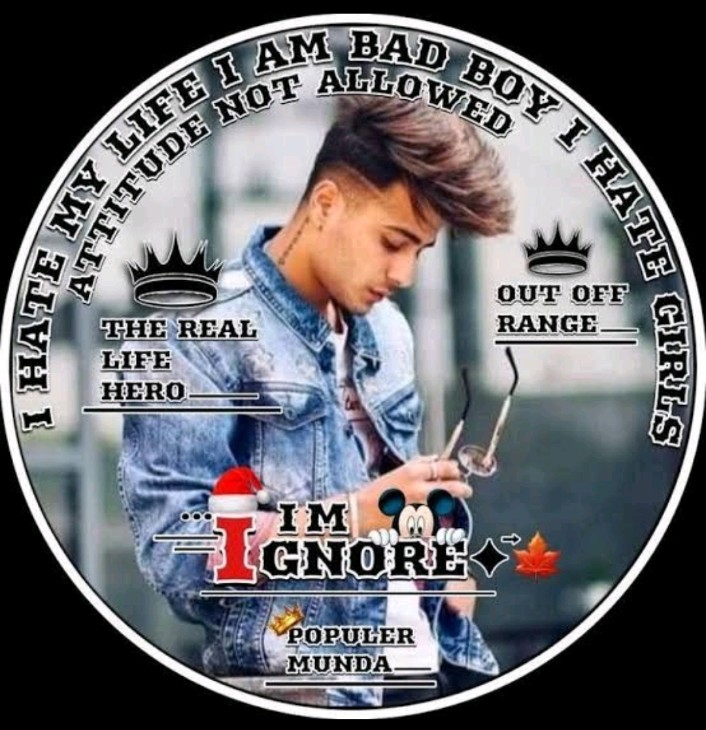 I HATE MY LIFE I AM BAD BOY I HATE GIRLS
ATTITUDE NOT ALLOWED
THE REAL
LIFE
HERO
OUT OFF
RANGE
I M
IGNORE
POPULER
MUNDA